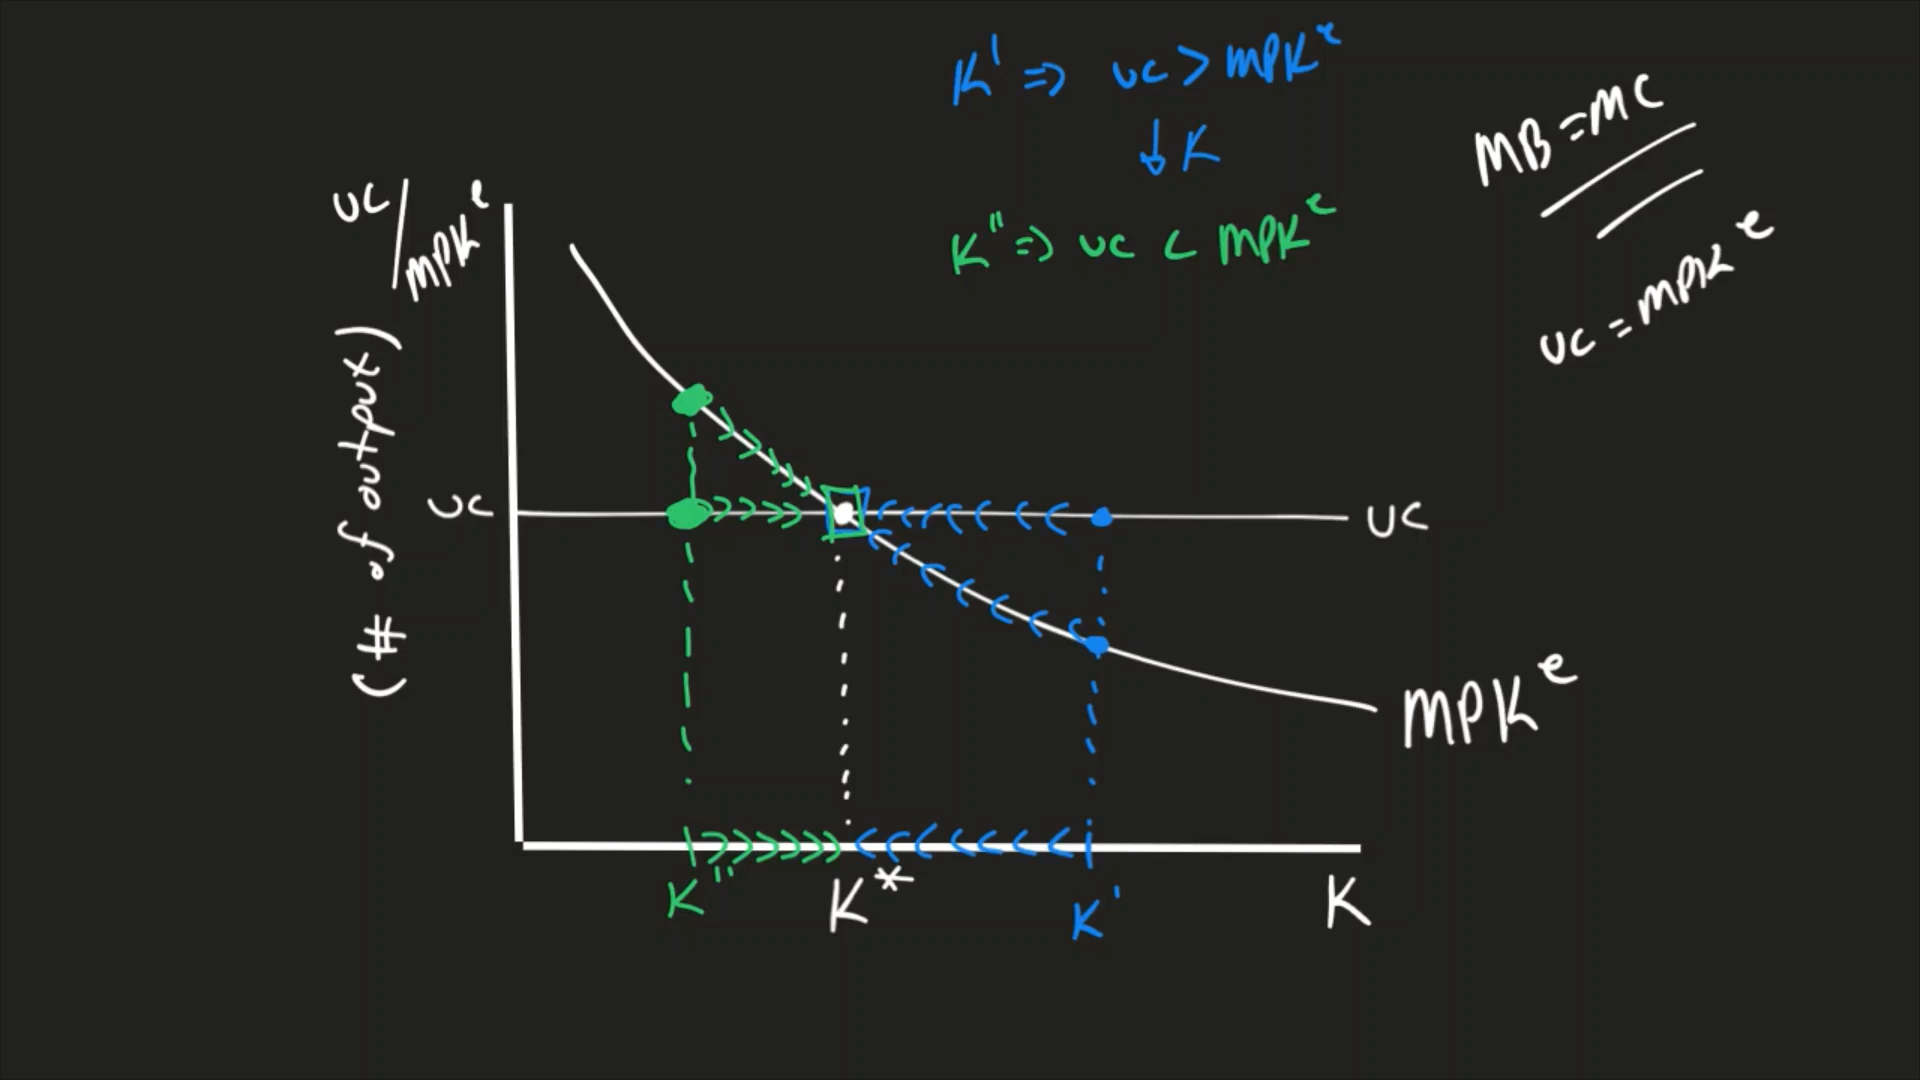 K' => UC > MPK^e
↓ K
K" => UC < MPK^e
MB = MC
UC = MPK^e
UC/MPK^e
(# of output)
UC
UC
MPK^e
K"
K*
K'
K